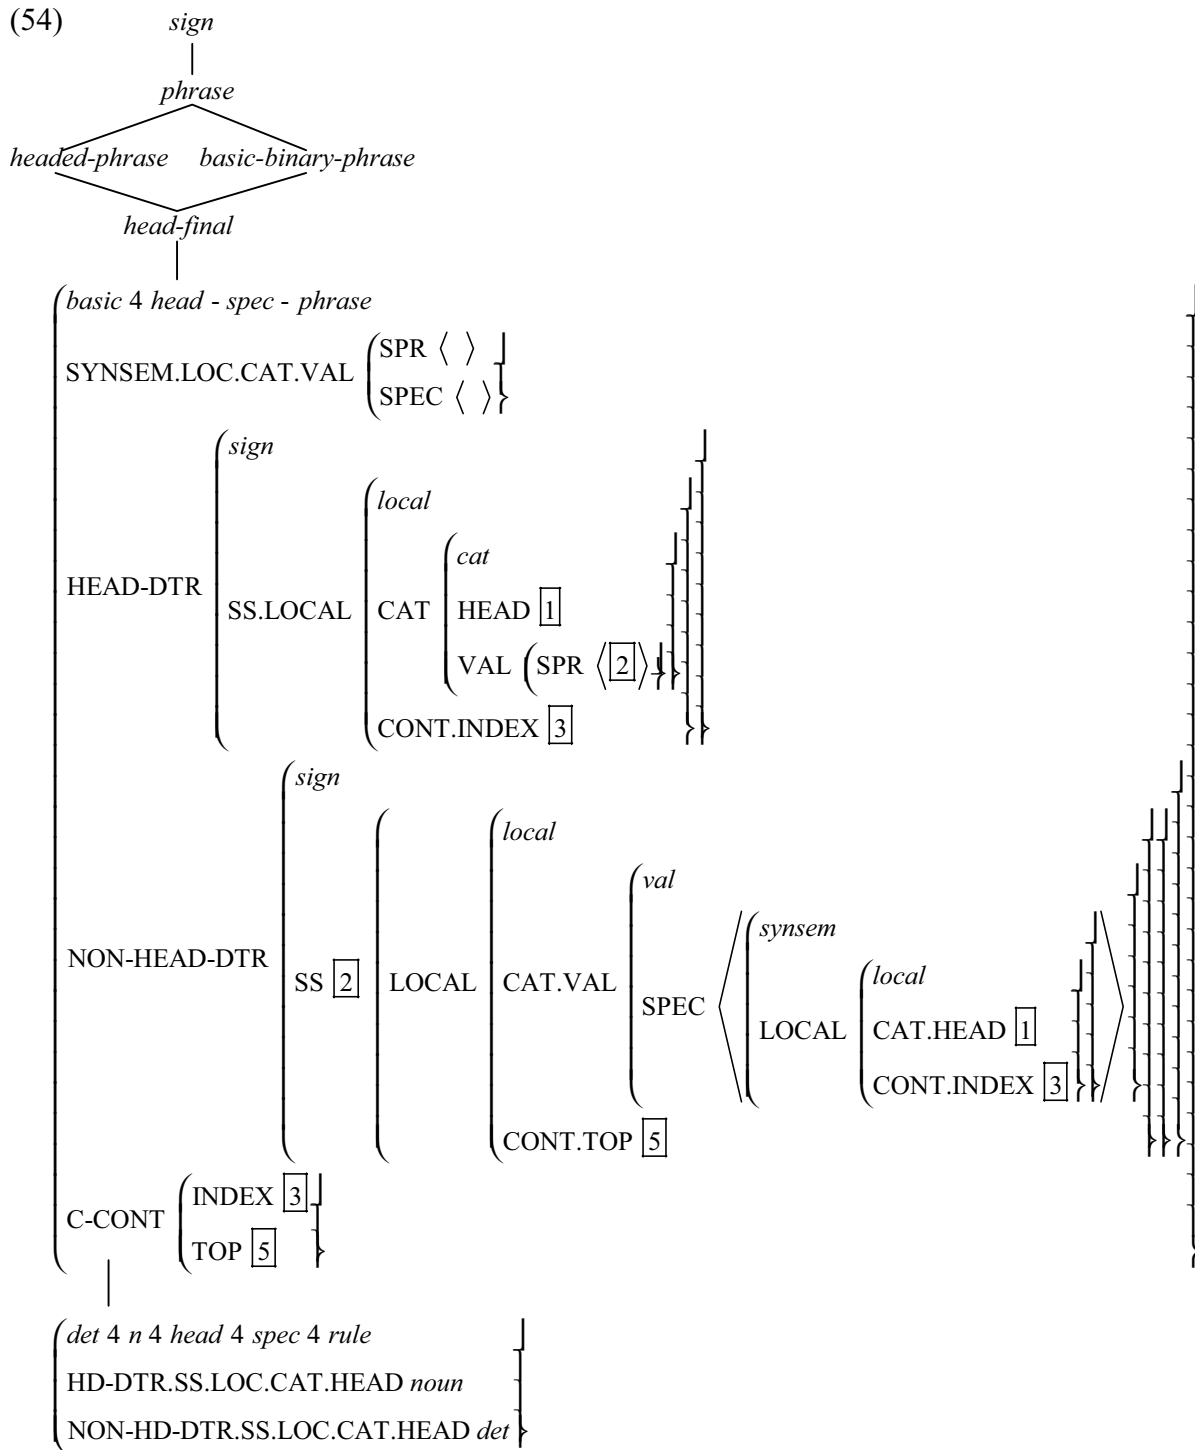 (54)
sign
phrase
headed-phrase basic-binary-phrase
head-final
basic 4 head - spec - phrase
SYNSEM.LOC.CAT.VAL
SPR ⟨ ⟩
SPEC ⟨ ⟩
HEAD-DTR
sign
SS.LOCAL
local
CAT
cat
HEAD 1
VAL SPR ⟨2⟩
CONT.INDEX 3
NON-HEAD-DTR
sign
SS 2
LOCAL
local
CAT.VAL
val
SPEC
synsem
LOCAL
local
CAT.HEAD 1
CONT.INDEX 3
CONT.TOP 5
C-CONT
INDEX 3
TOP 5
det 4 n 4 head 4 spec 4 rule
HD-DTR.SS.LOC.CAT.HEAD noun
NON-HD-DTR.SS.LOC.CAT.HEAD det